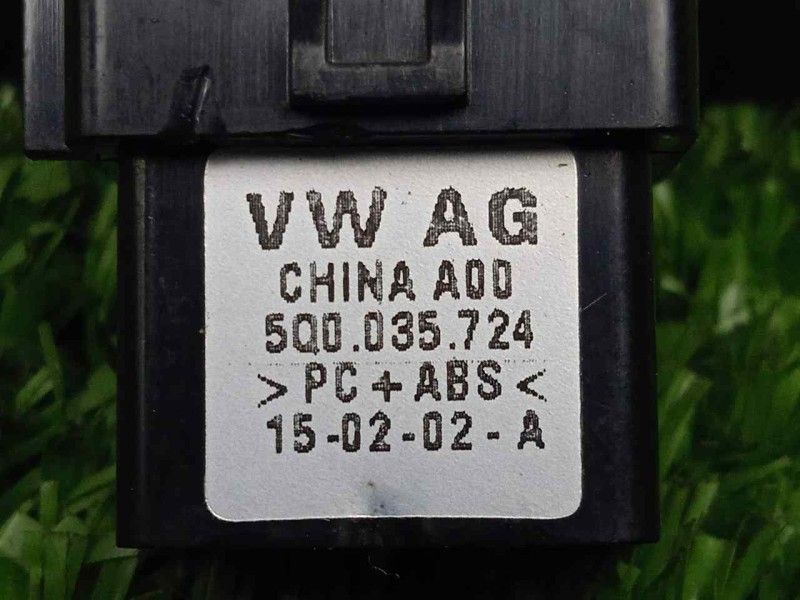 VW AG
CHINA A00
5Q0.035.724
>PC+ABS<
15-02-02-A